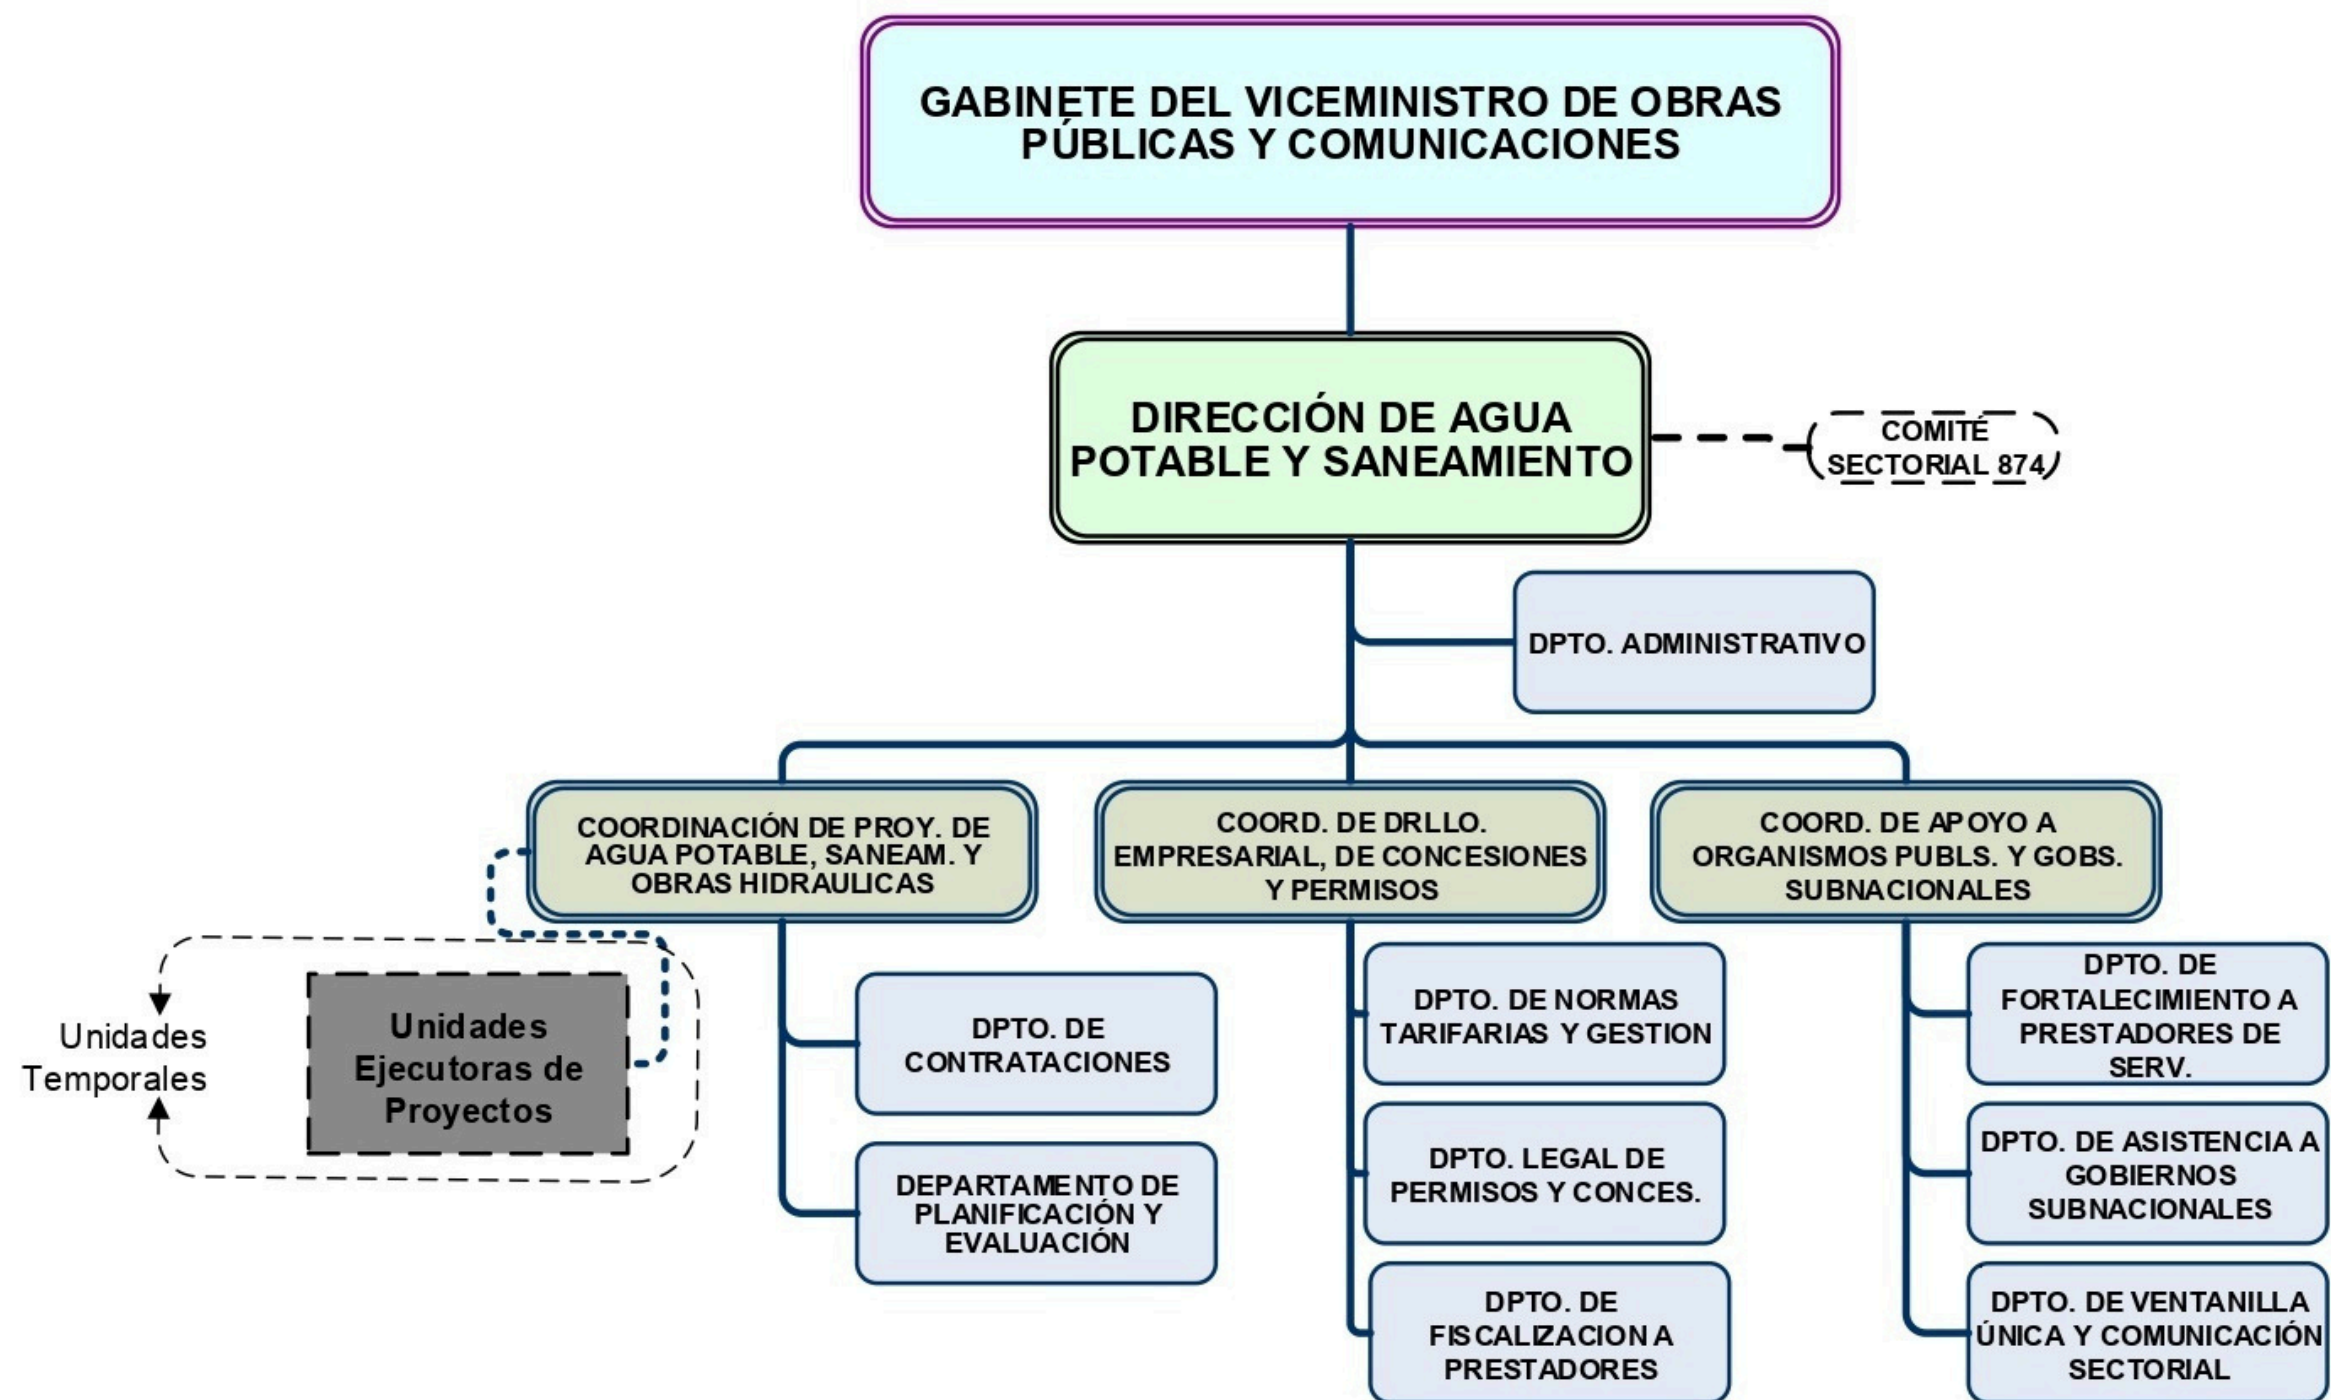 GABINETE DEL VICEMINISTRO DE OBRAS
PÚBLICAS Y COMUNICACIONES
DIRECCIÓN DE AGUA
POTABLE Y SANEAMIENTO
COMITÉ
SECTORIAL 874
DPTO. ADMINISTRATIVO
COORDINACIÓN DE PROY. DE
AGUA POTABLE, SANEAM. Y
OBRAS HIDRAULICAS
COORD. DE DRLLO.
EMPRESARIAL, DE CONCESIONES
Y PERMISOS
COORD. DE APOYO A
ORGANISMOS PUBLS. Y GOBS.
SUBNACIONALES
Unidades
Temporales
Unidades
Ejecutoras de
Proyectos
DPTO. DE
CONTRATACIONES
DEPARTAMENTO DE
PLANIFICACIÓN Y
EVALUACIÓN
DPTO. DE NORMAS
TARIFARIAS Y GESTION
DPTO. LEGAL DE
PERMISOS Y CONCES.
DPTO. DE
FISCALIZACION A
PRESTADORES
DPTO. DE
FORTALECIMIENTO A
PRESTADORES DE
SERV.
DPTO. DE ASISTENCIA A
GOBIERNOS
SUBNACIONALES
DPTO. DE VENTANILLA
ÚNICA Y COMUNICACIÓN
SECTORIAL